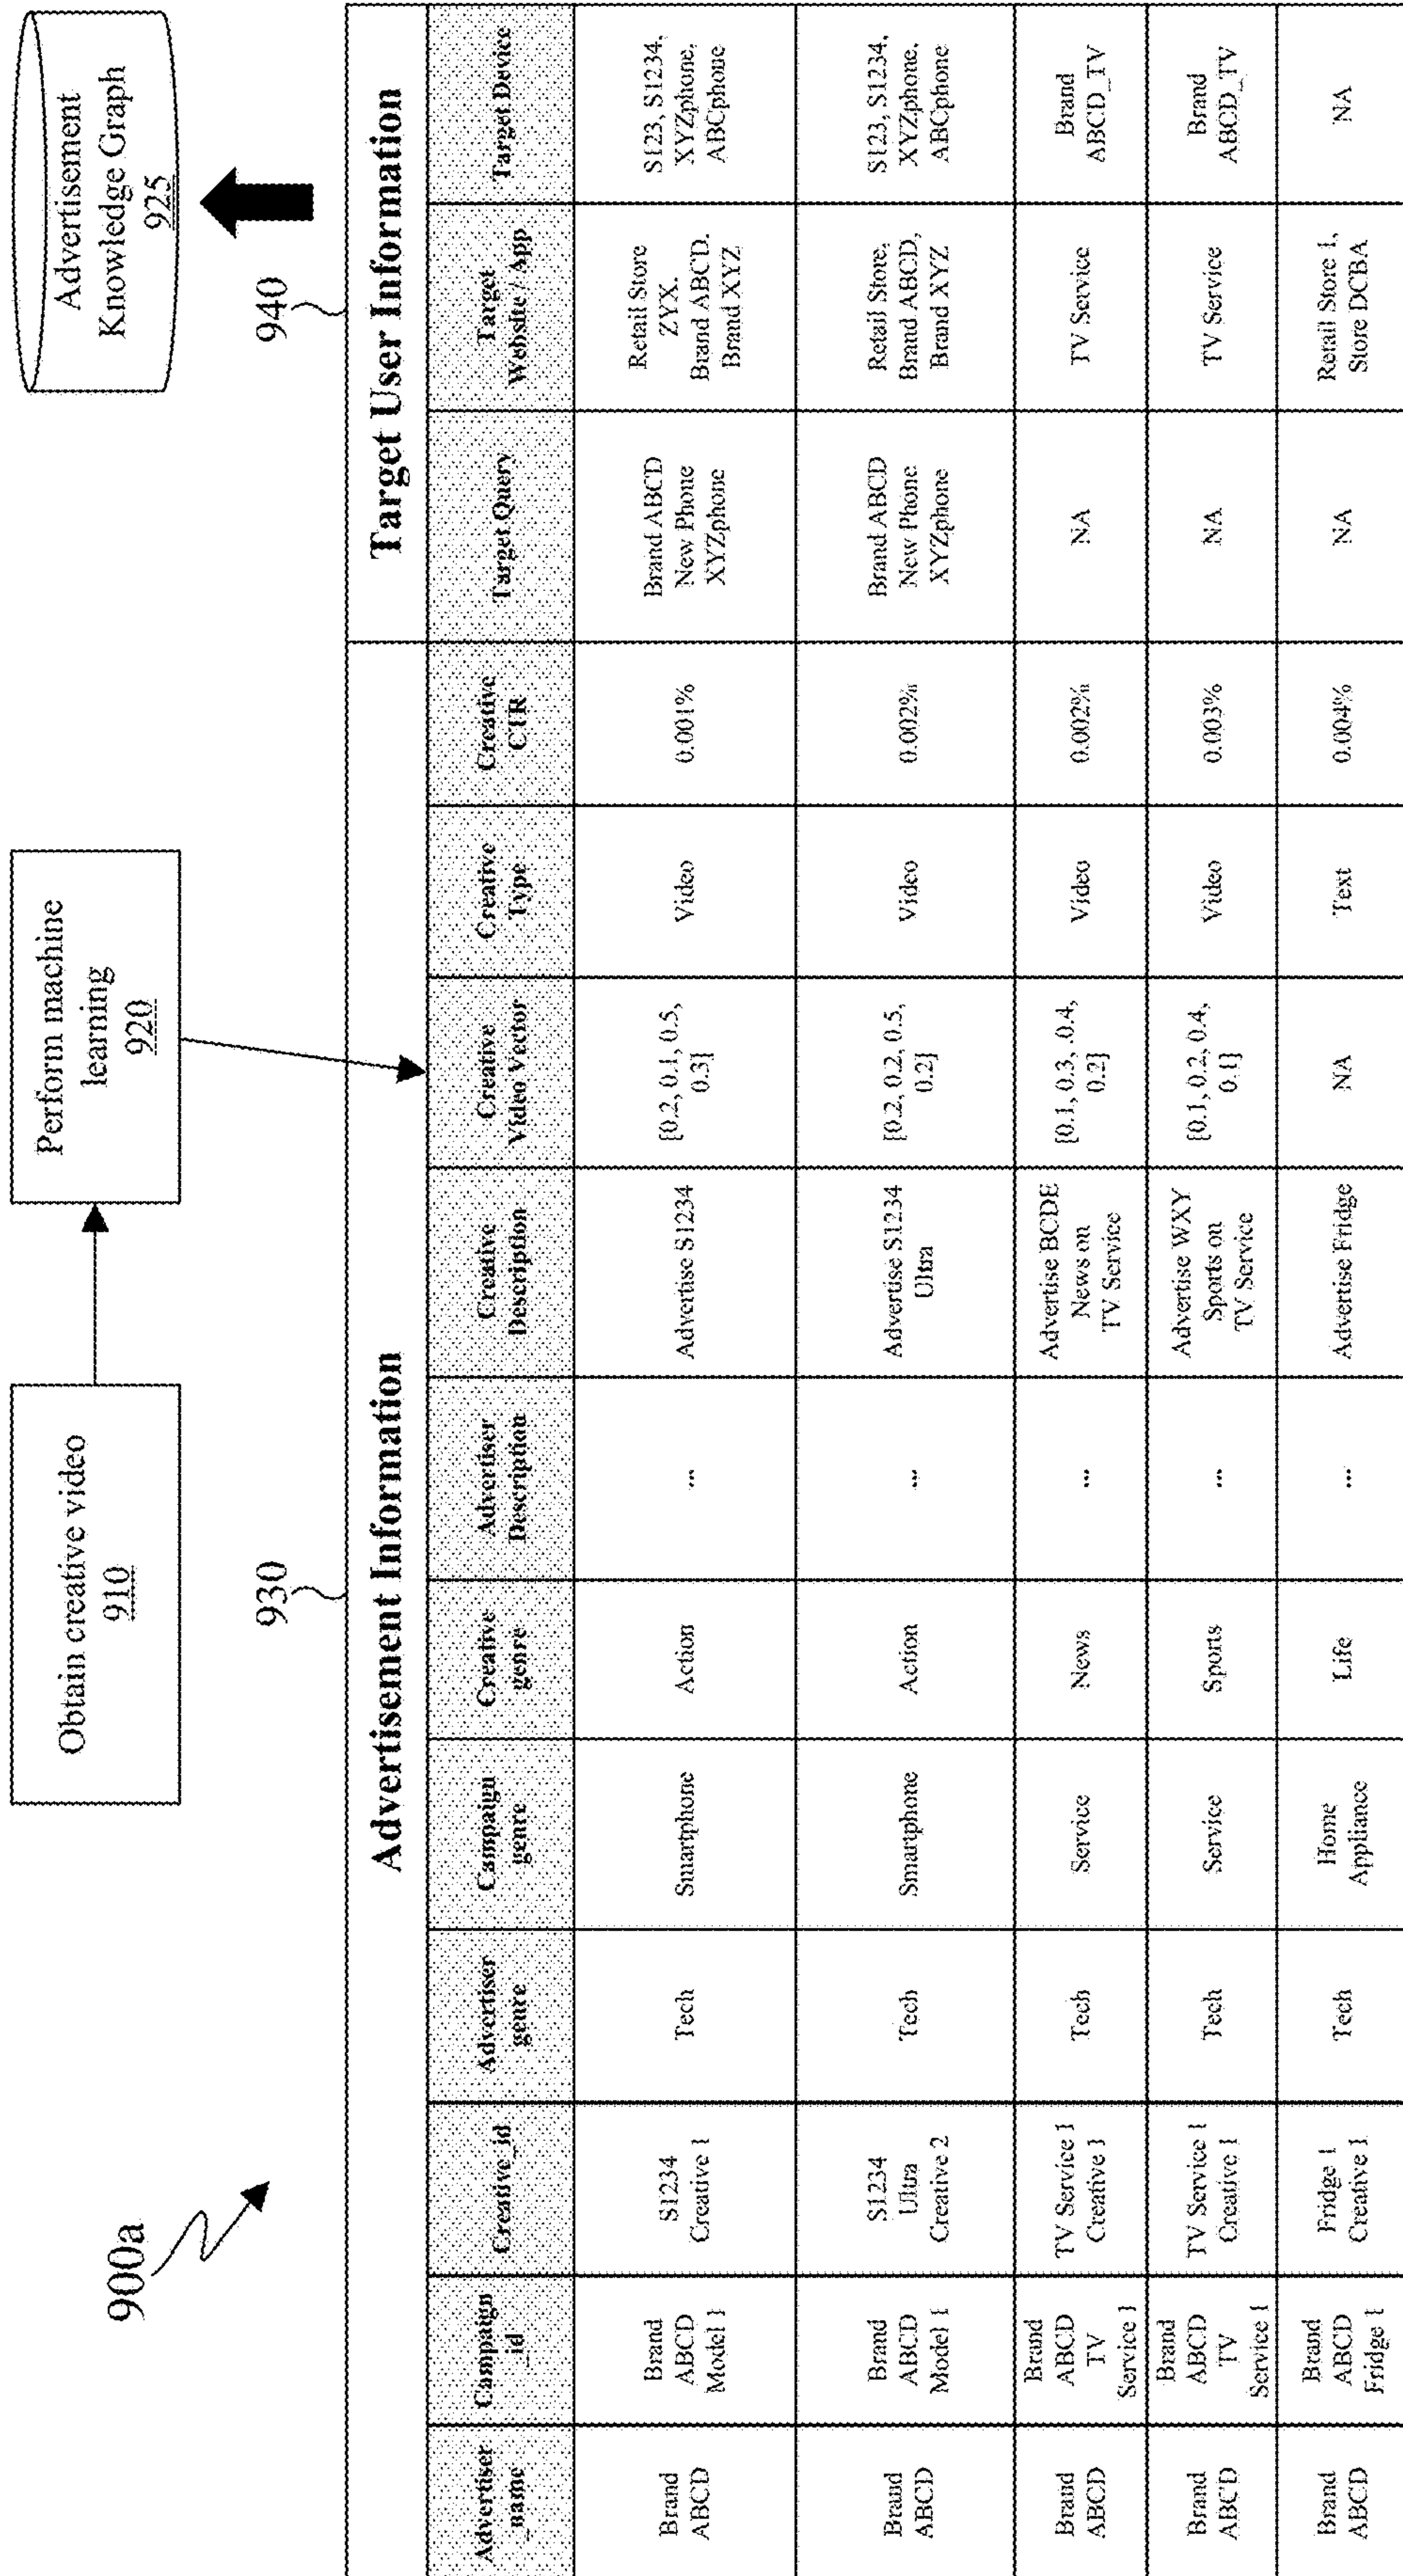 900a
Obtain creative video
910
Perform machine
learning
920
Advertisement
Knowledge Graph
925
930
940
Advertisement Information
Target User Information
Advertiser
_name
Campaign
_id
Creative_id
Advertiser
genre
Campaign
genre
Creative
genre
Advertiser
Description
Creative
Description
Creative
Video Vector
Creative
Type
Creative
CTR
Target Query
Target
Website / App
Target Device
Brand
ABCD
Brand
ABCD
Model 1
S1234
Creative 1
Tech
Smartphone
Action
...
Advertise S1234
[0.2, 0.1, 0.5,
0.3]
Video
0.001%
Brand ABCD
New Phone
XYZphone
Retail Store
ZYX.
Brand ABCD.
Brand XYZ
S123, S1234,
XYZphone,
ABCphone
Brand
ABCD
Brand
ABCD
Model 1
S1234
Ultra
Creative 2
Tech
Smartphone
Action
...
Advertise S1234
Ultra
[0.2, 0.2, 0.5,
0.2]
Video
0.002%
Brand ABCD
New Phone
XYZphone
Retail Store,
Brand ABCD,
Brand XYZ
S123, S1234,
XYZphone,
ABCphone
Brand
ABCD
Brand
ABCD
TV
Service 1
TV Service 1
Creative 1
Tech
Service
News
...
Advertise BCDE
News on
TV Service
[0.1, 0.3, .0.4,
0.2]
Video
0.002%
NA
TV Service
Brand
ABCD_TV
Brand
ABCD
Brand
ABCD
TV
Service 1
TV Service 1
Creative 1
Tech
Service
Sports
...
Advertise WXY
Sports on
TV Service
[0.1, 0.2, 0.4,
0.1]
Video
0.003%
NA
TV Service
Brand
ABCD_TV
Brand
ABCD
Brand
ABCD
Fridge 1
Fridge 1
Creative 1
Tech
Home
Appliance
Life
...
Advertise Fridge
NA
Text
0.004%
NA
Retail Store 1,
Store DCBA
NA